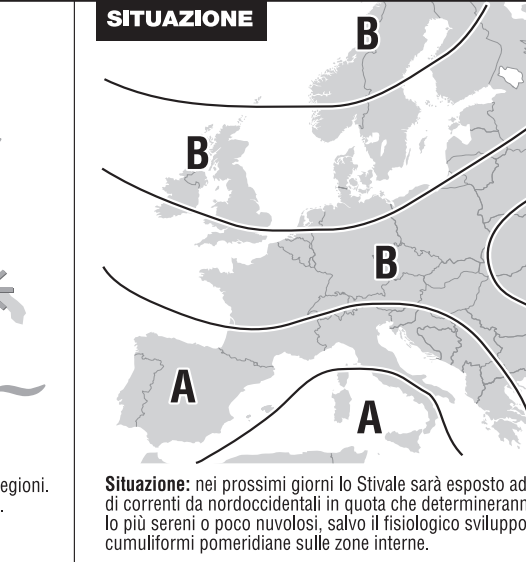 SITUAZIONE
B
B
B
A
A
egioni.
.
Situazione: nei prossimi giorni lo Stivale sarà esposto ad
di correnti da nordoccidentali in quota che determinerann
lo più sereni o poco nuvolosi, salvo il fisiologico sviluppo
cumuliformi pomeridiane sulle zone interne.